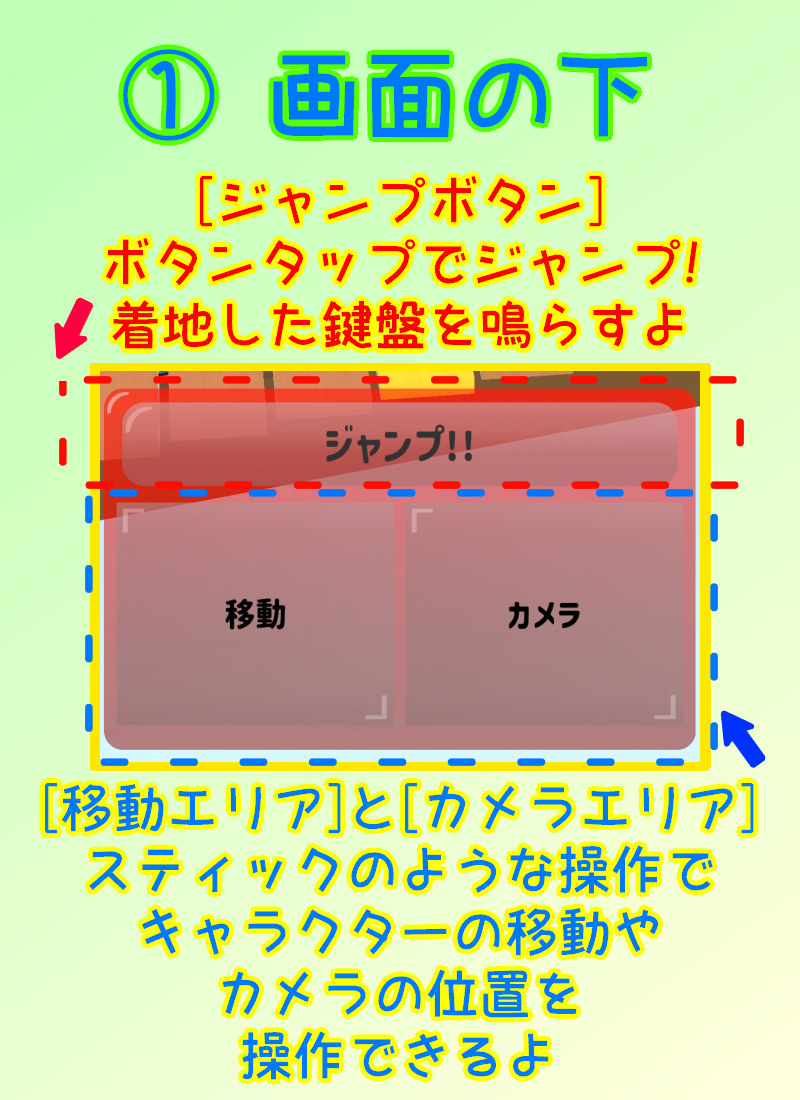 ① 画面の下
[ジャンプボタン]
ボタンタップでジャンプ!
着地した鍵盤を鳴らすよ
ジャンプ!!
移動
カメラ
[移動エリア]と[カメラエリア]
スティックのような操作で
キャラクターの移動や
カメラの位置を
操作できるよ